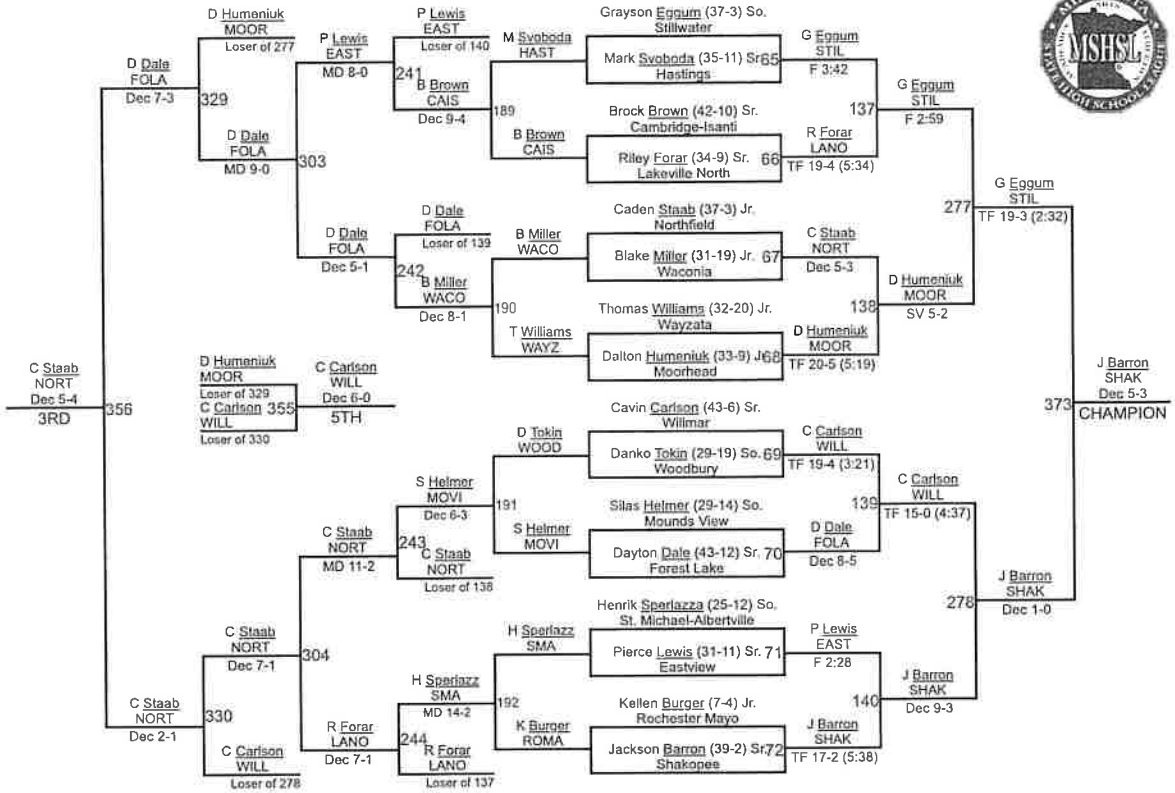 D Humeniuk
MOOR
Loser of 277
D Dale
FOLA
Dec 7-3
329
D Dale
FOLA
MD 9-0
P Lewis
EAST
MD 8-0
303
D Dale
FOLA
Dec 5-1
P Lewis
EAST
Loser of 140
241
B Brown
CAIS
Dec 9-4
D Dale
FOLA
Loser of 139
242
B Miller
WACO
Dec 8-1
M Svoboda
HAST
189
B Brown
CAIS
B Miller
WACO
190
T Williams
WAYZ
Grayson Eggum (37-3) So.
Stillwater
Mark Svoboda (35-11) Sr. 65
Hastings
Brock Brown (42-10) Sr.
Cambridge-Isanti
Riley Forar (34-9) Sr. 66
Lakeville North
Caden Staab (37-3) Jr.
Northfield
Blake Miller (31-19) Jr. 67
Waconia
Thomas Williams (32-20) Jr.
Wayzata
Dalton Humeniuk (33-9) J 68
Moorhead
G Eggum
STIL
F 3:42
137
R Forar
LANO
TF 19-4 (5:34)
C Staab
NORT
Dec 5-3
138
D Humeniuk
MOOR
TF 20-5 (5:19)
G Eggum
STIL
F 2:59
277
D Humeniuk
MOOR
SV 5-2
G Eggum
STIL
TF 19-3 (2:32)
MSHSL
STATE HIGH SCHOOL LEAGUE
C Staab
NORT
Dec 5-4
3RD
356
D Humeniuk
MOOR
Loser of 329
C Carlson 355
WILL
Loser of 330
C Carlson
WILL
Dec 6-0
5TH
J Barron
SHAK
Dec 5-3
CHAMPION
373
C Staab
NORT
Dec 2-1
330
C Staab
NORT
Dec 7-1
C Carlson
WILL
Loser of 278
304
C Staab
NORT
MD 11-2
R Forar
LANO
Dec 7-1
S Helmer
MOVI
Dec 6-3
243
C Staab
NORT
Loser of 138
H Sperlazz
SMA
MD 14-2
244
R Forar
LANO
Loser of 137
D Tokin
WOOD
191
S Helmer
MOVI
H Sperlazz
SMA
192
K Burger
ROMA
Cavin Carlson (43-6) Sr.
Willmar
Danko Tokin (29-19) So. 69
Woodbury
Silas Helmer (29-14) So.
Mounds View
Dayton Dale (43-12) Sr. 70
Forest Lake
Henrik Sperlazza (25-12) So.
St. Michael-Albertville
Pierce Lewis (31-11) Sr. 71
Eastview
Kellen Burger (7-4) Jr.
Rochester Mayo
Jackson Barron (39-2) Sr. 72
Shakopee
C Carlson
WILL
TF 19-4 (3:21)
139
D Dale
FOLA
Dec 8-5
P Lewis
EAST
F 2:28
140
J Barron
SHAK
TF 17-2 (5:38)
C Carlson
WILL
TF 15-0 (4:37)
278
J Barron
SHAK
Dec 9-3
J Barron
SHAK
Dec 1-0